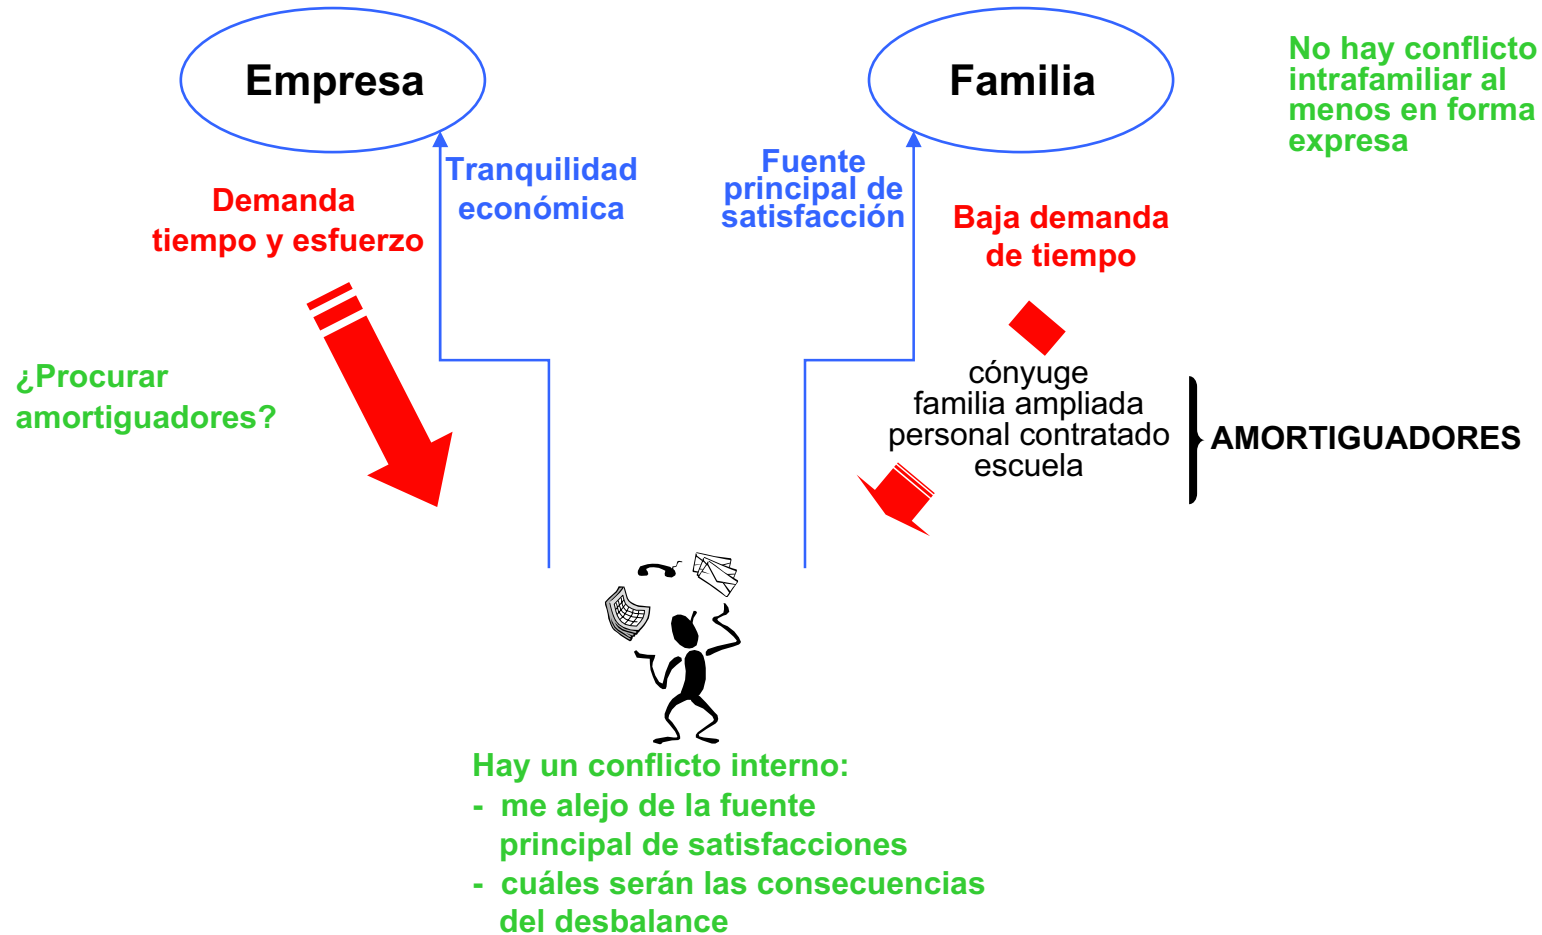 Empresa
Familia
No hay conflicto
intrafamiliar al
menos en forma
expresa
Tranquilidad
económica
Fuente
principal de
satisfacción
Demanda
tiempo y esfuerzo
Baja demanda
de tiempo
¿Procurar
amortiguadores?
cónyuge
familia ampliada
personal contratado
escuela
AMORTIGUADORES
Hay un conflicto interno:
- me alejo de la fuente
principal de satisfacciones
- cuáles serán las consecuencias
del desbalance